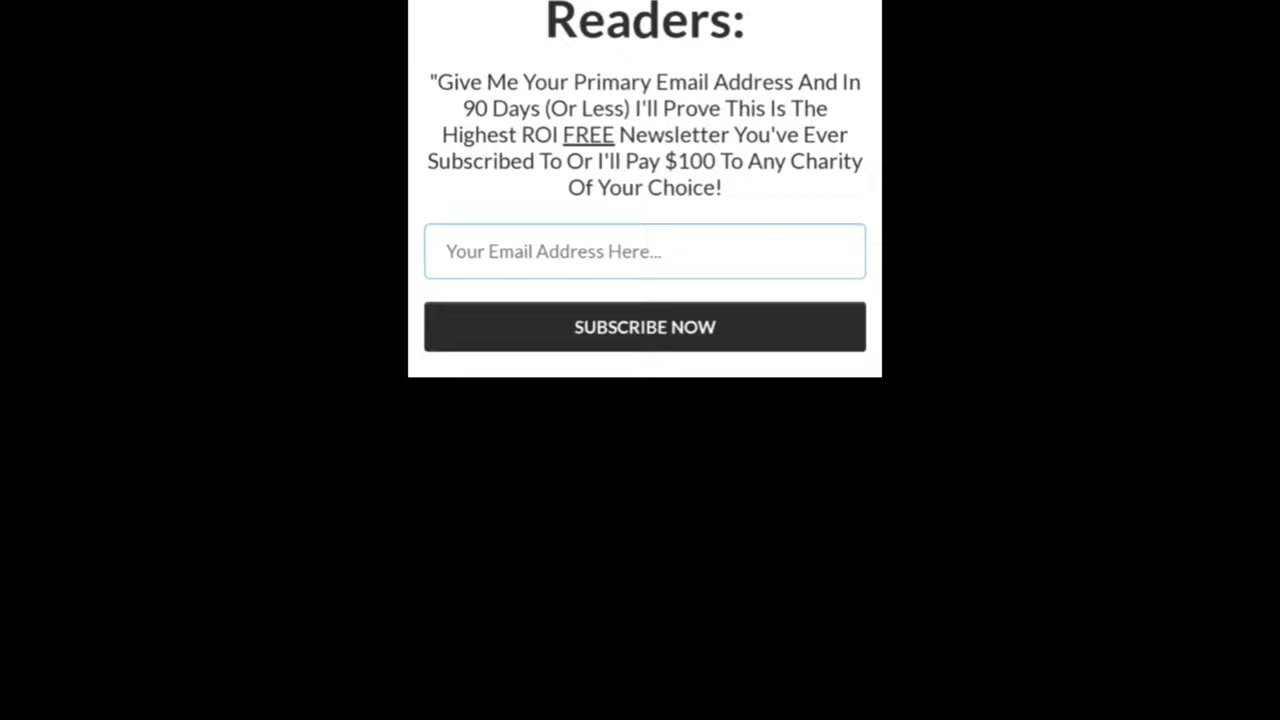 Readers:
"Give Me Your Primary Email Address And In
90 Days (Or Less) I'll Prove This Is The
Highest ROI FREE Newsletter You've Ever
Subscribed To Or I'll Pay $100 To Any Charity
Of Your Choice!
Your Email Address Here...
SUBSCRIBE NOW